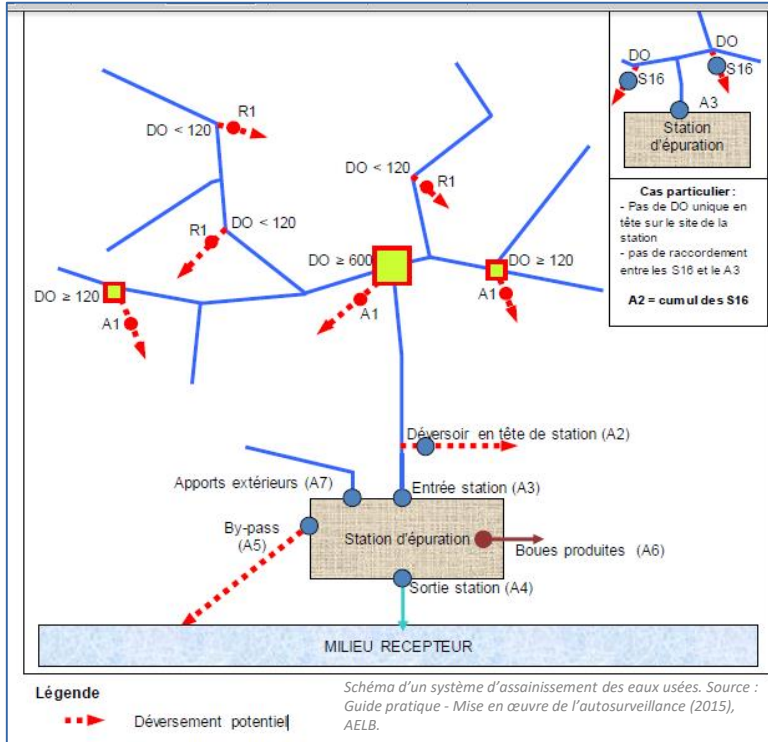 DO
DO
S16
S16
A3
Station
d'épuration
Cas particulier :
- Pas de DO unique en
tête sur le site de la
station
- pas de raccordement
entre les S16 et le A3
A2 = cumul des S16
R1
DO < 120
DO < 120
R1
R1
DO < 120
DO ≥ 600
DO ≥ 120
DO ≥ 120
A1
A1
A1
Déversoir en tête de station (A2)
Apports extérieurs (A7)
Entrée station (A3)
By-pass
(A5)
Station d'épuration
Boues produites (A6)
Sortie station (A4)
MILIEU RECEPTEUR
Légende
Déversement potentiel
Schéma d'un système d'assainissement des eaux usées. Source :
Guide pratique - Mise en œuvre de l'autosurveillance (2015),
AELB.